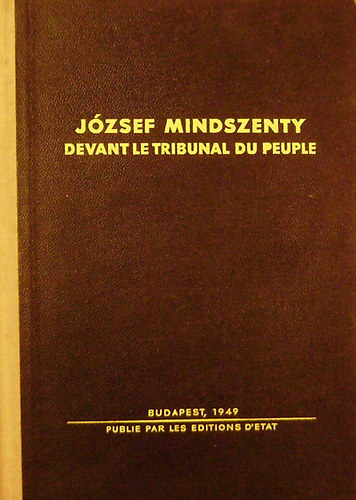 JÓZSEF MINDSZENTY
DEVANT LE TRIBUNAL DU PEUPLE
BUDAPEST, 1949
PUBLIE PAR LES EDITIONS D'ETAT